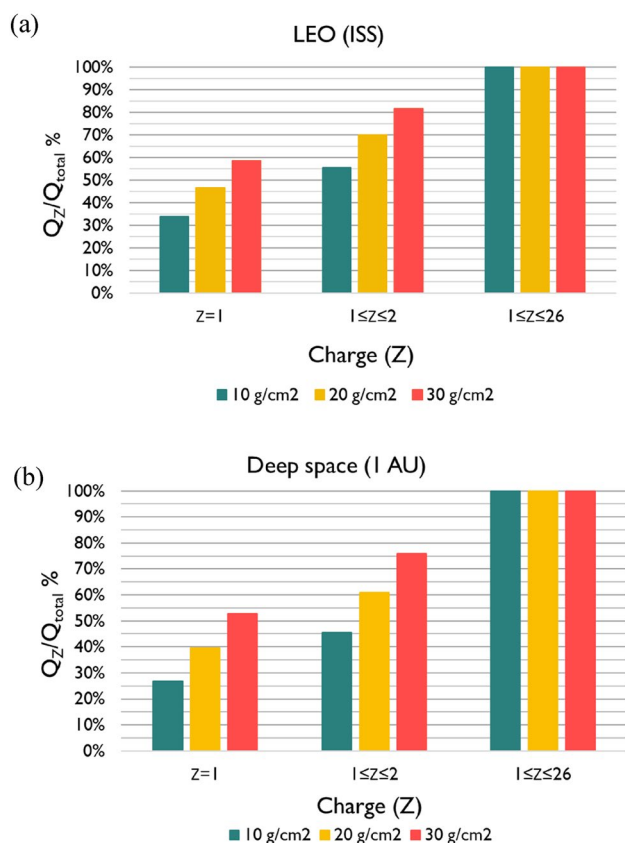 (a)
LEO (ISS)
100%
90%
80%
70%
60%
50%
40%
30%
20%
10%
0%
QZ/Qtotal %
Z=1
1≤Z≤2
1≤Z≤26
Charge (Z)
10 g/cm2
20 g/cm2
30 g/cm2
(b)
Deep space (1 AU)
100%
90%
80%
70%
60%
50%
40%
30%
20%
10%
0%
QZ/Qtotal %
Z=1
1≤Z≤2
1≤Z≤26
Charge (Z)
10 g/cm2
20 g/cm2
30 g/cm2